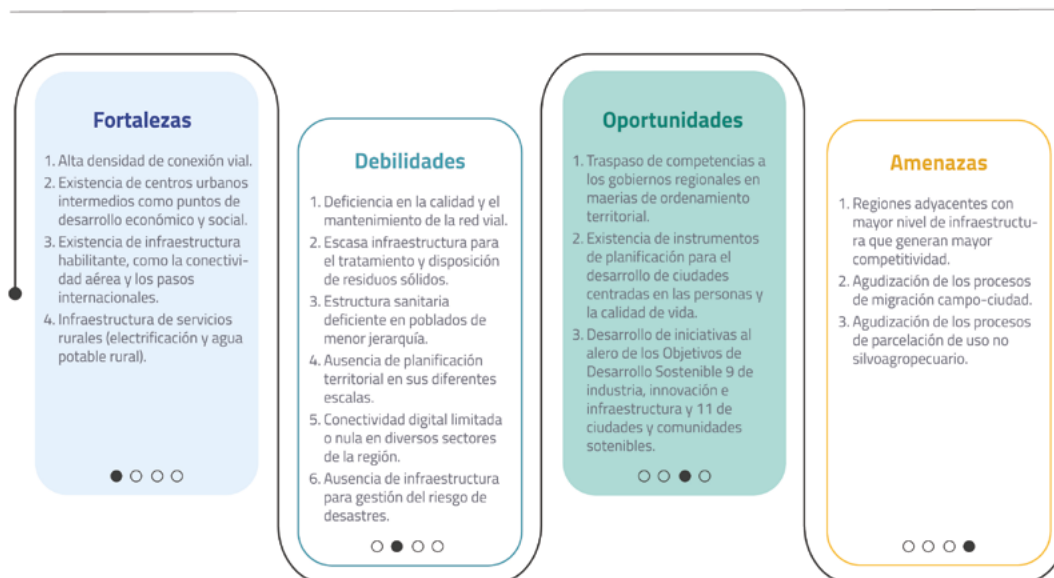 Fortalezas
1. Alta densidad de conexión vial.
2. Existencia de centros urbanos
intermedios como puntos de
desarrollo económico y social.
3. Existencia de infraestructura
habilitante, como la conectivi-
dad aérea y los pasos
internacionales.
4. Infraestructura de servicios
rurales (electrificación y agua
potable rural).
Debilidades
1. Deficiencia en la calidad y el
mantenimiento de la red vial.
2. Escasa infraestructura para
el tratamiento y disposición
de residuos sólidos.
3. Estructura sanitaria
deficiente en poblados de
menor jerarquía.
4. Ausencia de planificación
territorial en sus diferentes
escalas.
5. Conectividad digital limitada
o nula en diversos sectores
de la región.
6. Ausencia de infraestructura
para gestión del riesgo de
desastres.
Oportunidades
1. Traspaso de competencias a
los gobiernos regionales en
maerias de ordenamiento
territorial.
2. Existencia de instrumentos
de planificación para el
desarrollo de ciudades
centradas en las personas y
la calidad de vida.
3. Desarrollo de iniciativas al
alero de los Objetivos de
Desarrollo Sostenible 9 de
industria, innovación e
infraestructura y 11 de
ciudades y comunidades
sotenibles.
Amenazas
1. Regiones adyacentes con
mayor nivel de infraestructu-
ra que generan mayor
competitividad.
2. Agudización de los procesos
de migración campo-ciudad.
3. Agudización de los procesos
de parcelación de uso no
silvoagropecuario.